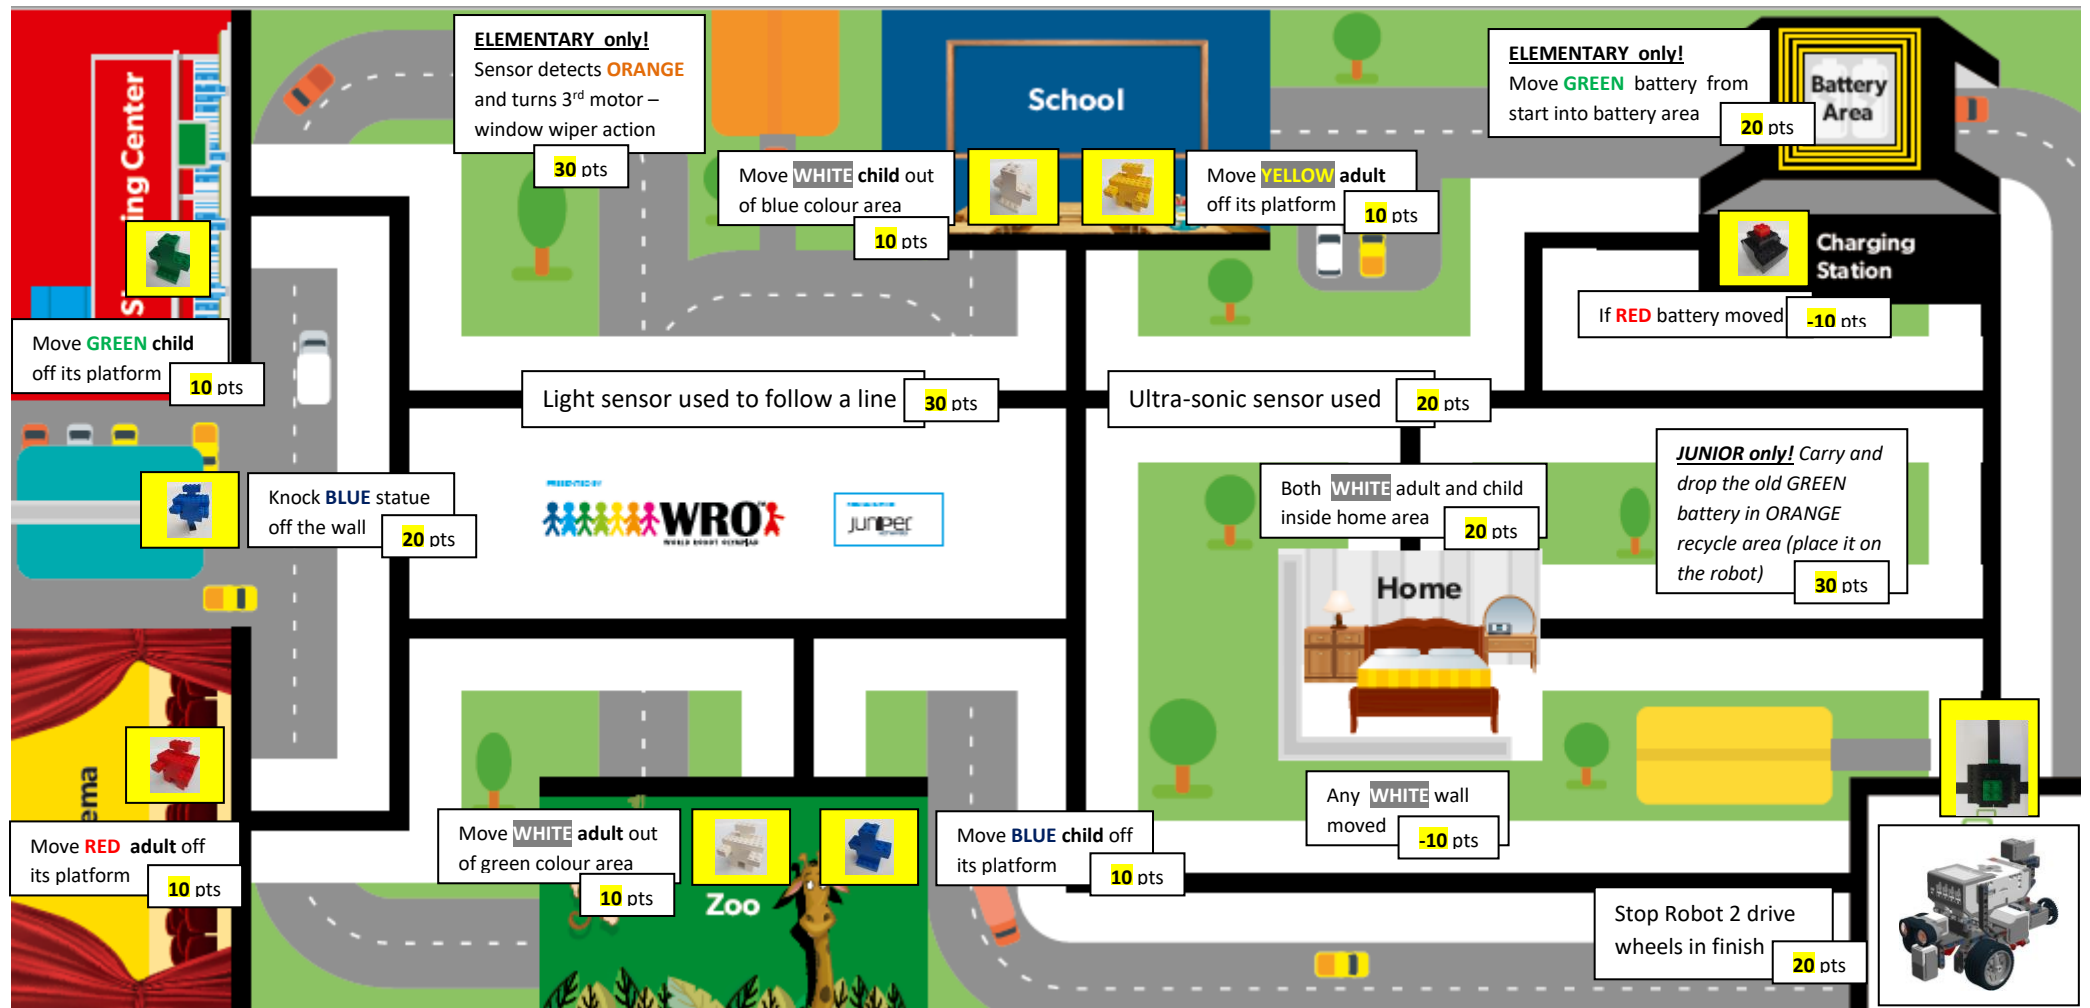 ELEMENTARY only!
Sensor detects ORANGE
and turns 3rd motor –
window wiper action
30 pts
School
ELEMENTARY only!
Move GREEN battery from
start into battery area
20 pts
Battery
Area
Move WHITE child out
of blue colour area
10 pts
Move YELLOW adult
off its platform
10 pts
Charging
Station
If RED battery moved
-10 pts
Move GREEN child
off its platform
10 pts
Light sensor used to follow a line
30 pts
Ultra-sonic sensor used
20 pts
Knock BLUE statue
off the wall
20 pts
PRESENTED BY
WRO
WORLD ROBOT OLYMPIAD
juniper
Both WHITE adult and child
inside home area
20 pts
JUNIOR only! Carry and
drop the old GREEN
battery in ORANGE
recycle area (place it on
the robot)
30 pts
Home
Move RED adult off
its platform
10 pts
Move WHITE adult out
of green colour area
10 pts
Zoo
Move BLUE child off
its platform
10 pts
Any WHITE wall
moved
-10 pts
Stop Robot 2 drive
wheels in finish
20 pts